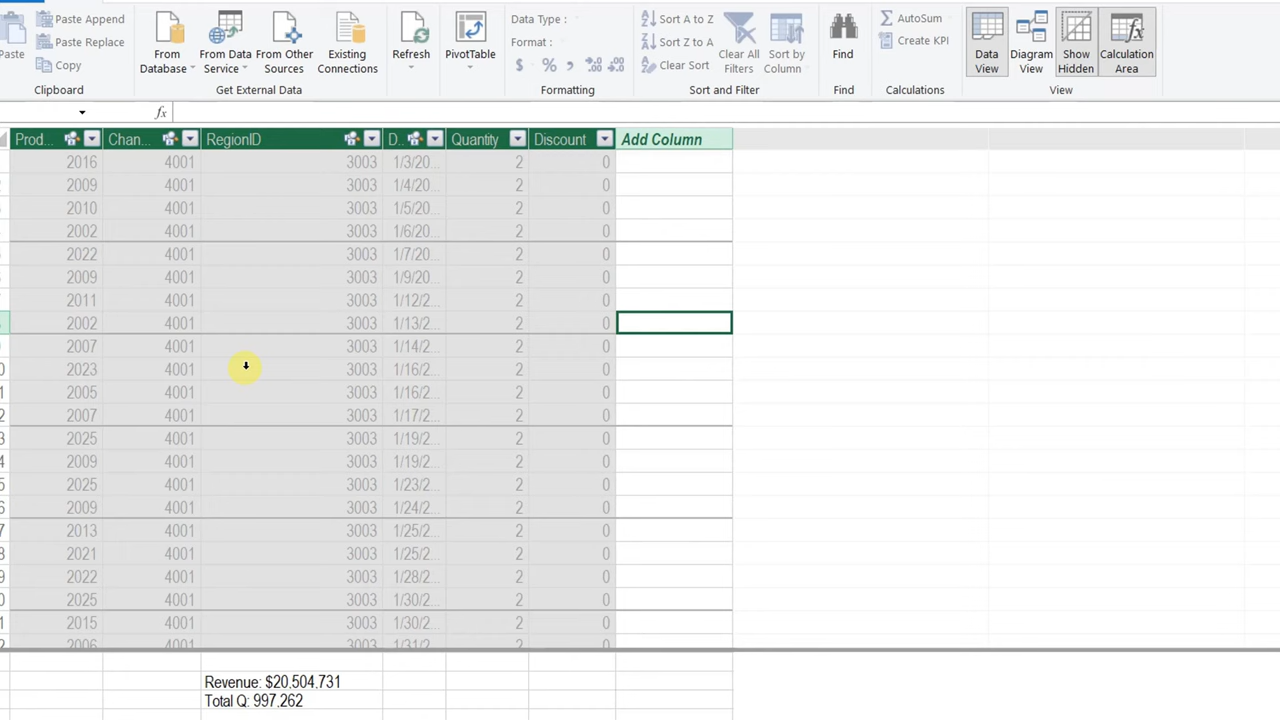 Paste Append
Paste Replace
Copy
Paste
Clipboard
From Database
From Data Service
From Other Sources
Existing Connections
Get External Data
Refresh
PivotTable
Data Type :
Format :
$ % , .00 .00
Formatting
Sort A to Z
Sort Z to A
Clear Sort
Clear All Filters
Sort by Column
Sort and Filter
Find
Find
AutoSum
Create KPI
Calculations
Data View
Diagram View
Show Hidden
Calculation Area
View
fx
Prod... Chan... RegionID D.. Quantity Discount Add Column
2016 4001 3003 1/3/20... 2 0
2009 4001 3003 1/4/20... 2 0
2010 4001 3003 1/5/20... 2 0
2002 4001 3003 1/6/20... 2 0
2022 4001 3003 1/7/20... 2 0
2009 4001 3003 1/9/20... 2 0
2011 4001 3003 1/12/2... 2 0
2002 4001 3003 1/13/2... 2 0
2007 4001 3003 1/14/2... 2 0
2023 4001 3003 1/16/2... 2 0
2005 4001 3003 1/16/2... 2 0
2007 4001 3003 1/17/2... 2 0
2025 4001 3003 1/19/2... 2 0
2009 4001 3003 1/19/2... 2 0
2025 4001 3003 1/23/2... 2 0
2009 4001 3003 1/24/2... 2 0
2013 4001 3003 1/25/2... 2 0
2021 4001 3003 1/25/2... 2 0
2022 4001 3003 1/28/2... 2 0
2025 4001 3003 1/30/2... 2 0
2015 4001 3003 1/30/2... 2 0
2006 4001 3003 1/31/2... 2 0
Revenue: $20,504,731
Total Q: 997,262